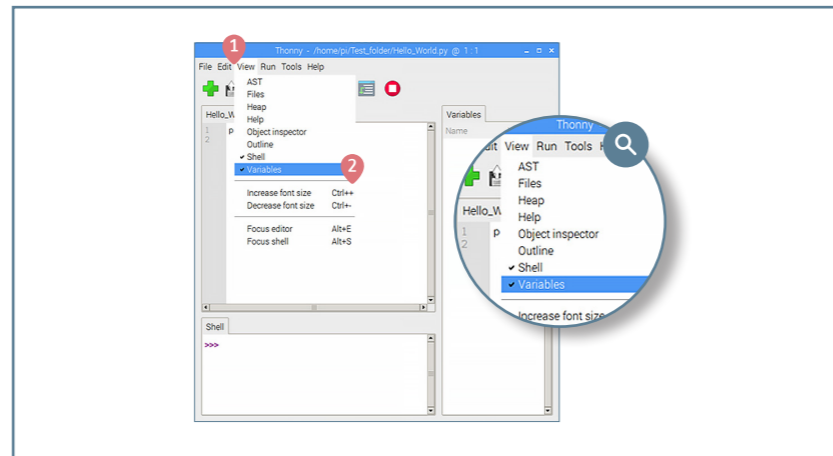 1
Thonny - /home/pi/Test_folder/Hello_World.py @ 1:1
File Edit View Run Tools Help
AST
Files
Heap
Help
Object inspector
Outline
Shell
Variables
2
Increase font size Ctrl++
Decrease font size Ctrl+-
Focus editor Alt+E
Focus shell Alt+S
Hello_W
1 p
2
Variables
Name
Shell
>>>
Thonny
dit View Run Tools H
AST
Files
Heap
Help
Object inspector
Outline
Shell
Variables
Increase font size
Hello_W
1 p
2